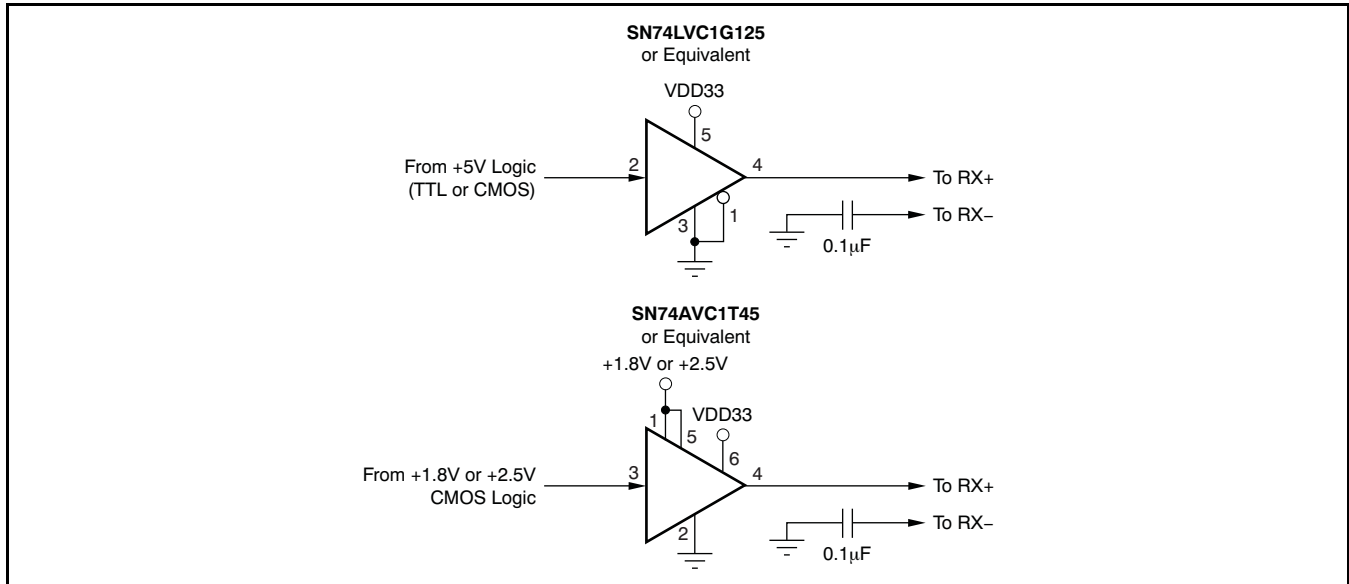 SN74LVC1G125
or Equivalent
VDD33
5
From +5V Logic
(TTL or CMOS)
2
4
To RX+
3
1
To RX−
0.1μF
SN74AVC1T45
or Equivalent
+1.8V or +2.5V
VDD33
1
5
6
From +1.8V or +2.5V
CMOS Logic
3
4
To RX+
2
To RX−
0.1μF